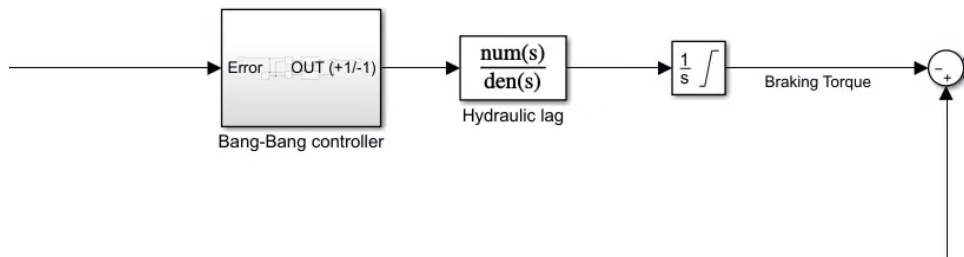 Error
OUT (+1/-1)
Bang-Bang controller
num(s)
den(s)
Hydraulic lag
1
s
Braking Torque
-
+